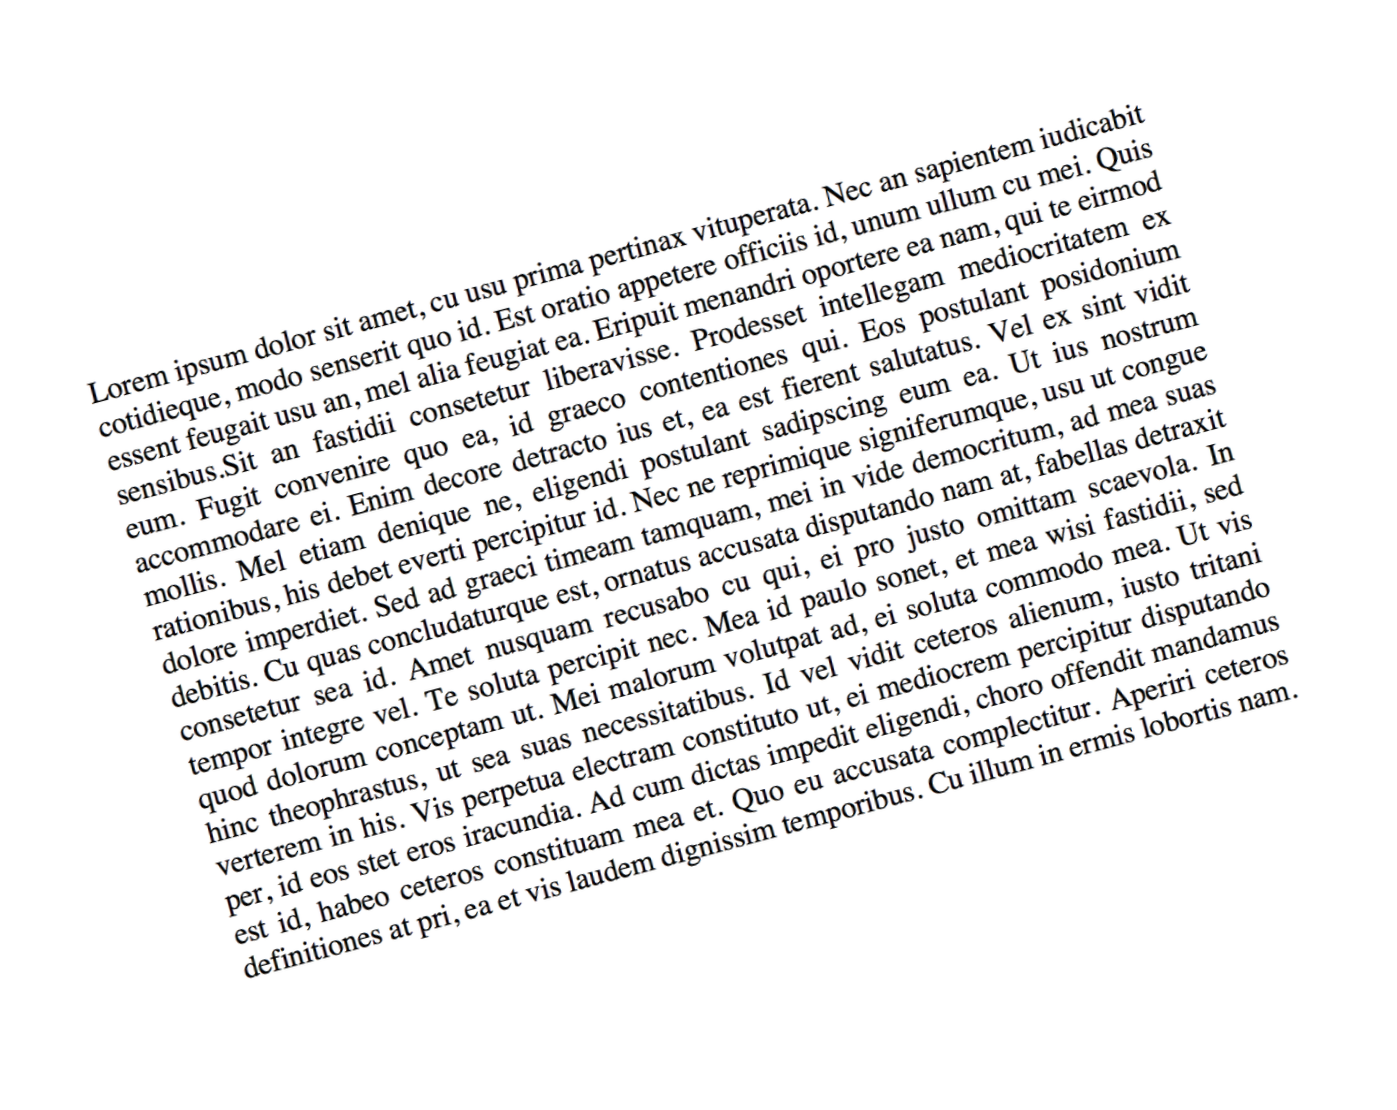 Lorem ipsum dolor sit amet, cu usu prima pertinax vituperata. Nec an sapientem iudicabit
cotidieque, modo senserit quo id. Est oratio appetere officiis id, unum ullum cu mei. Quis
essent feugait usu an, mel alia feugiat ea. Eripuit menandri oportere ea nam, qui te eirmod
sensibus.Sit an fastidii consetetur liberavisse. Prodesset intellegam mediocritatem ex
eum. Fugit convenire quo ea, id graeco contentiones qui. Eos postulant posidonium
accommodare ei. Enim decore detracto ius et, ea est fierent salutatus. Vel ex sint vidit
mollis. Mel etiam denique ne, eligendi postulant sadipscing eum ea. Ut ius nostrum
rationibus, his debet everti percipitur id. Nec ne reprimique signiferumque, usu ut congue
dolore imperdiet. Sed ad graeci timeam tamquam, mei in vide democritum, ad mea suas
debitis. Cu quas concludaturque est, ornatus accusata disputando nam at, fabellas detraxit
consetetur sea id. Amet nusquam recusabo cu qui, ei pro justo omittam scaevola. In
tempor integre vel. Te soluta percipit nec. Mea id paulo sonet, et mea wisi fastidii, sed
quod dolorum conceptam ut. Mei malorum volutpat ad, ei soluta commodo mea. Ut vis
hinc theophrastus, ut sea suas necessitatibus. Id vel vidit ceteros alienum, iusto tritani
verterem in his. Vis perpetua electram constituto ut, ei mediocrem percipitur disputando
per, id eos stet eros iracundia. Ad cum dictas impedit eligendi, choro offendit mandamus
est id, habeo ceteros constituam mea et. Quo eu accusata complectitur. Aperiri ceteros
definitiones at pri, ea et vis laudem dignissim temporibus. Cu illum in ermis lobortis nam.